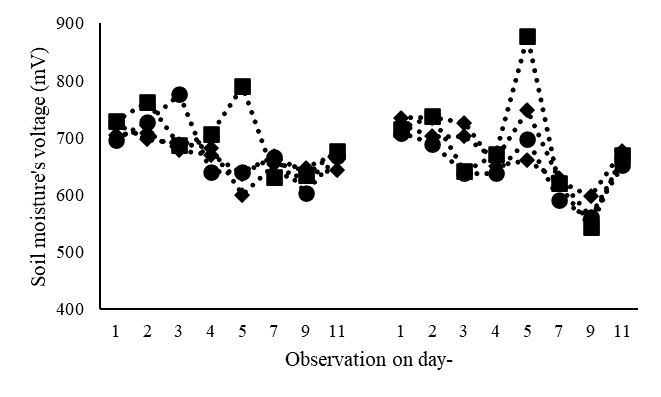 900
800
700
600
500
400
Soil moisture's voltage (mV)
1 2 3 4 5 7 9 11 1 2 3 4 5 7 9 11
Observation on day-